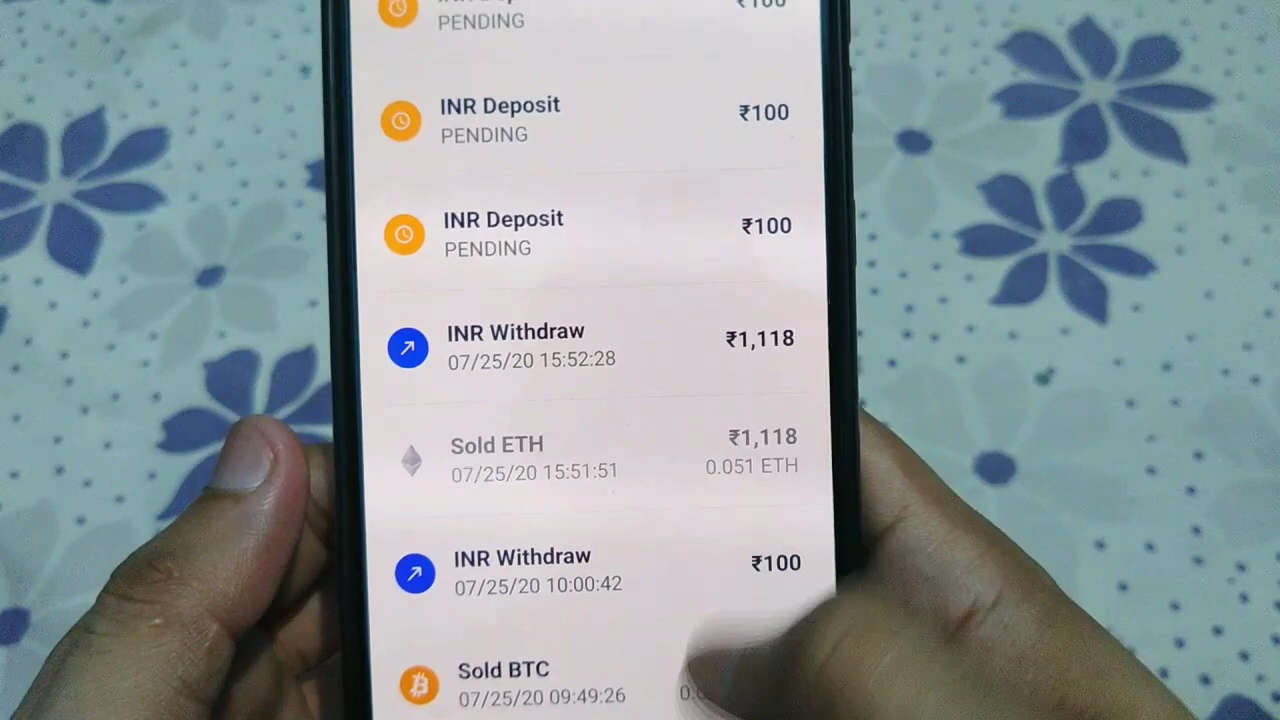 PENDING
₹100
INR Deposit
₹100
PENDING
INR Deposit
₹100
PENDING
INR Withdraw
₹1,118
07/25/20 15:52:28
Sold ETH
₹1,118
07/25/20 15:51:51
0.051 ETH
INR Withdraw
₹100
07/25/20 10:00:42
Sold BTC
07/25/20 09:49:26